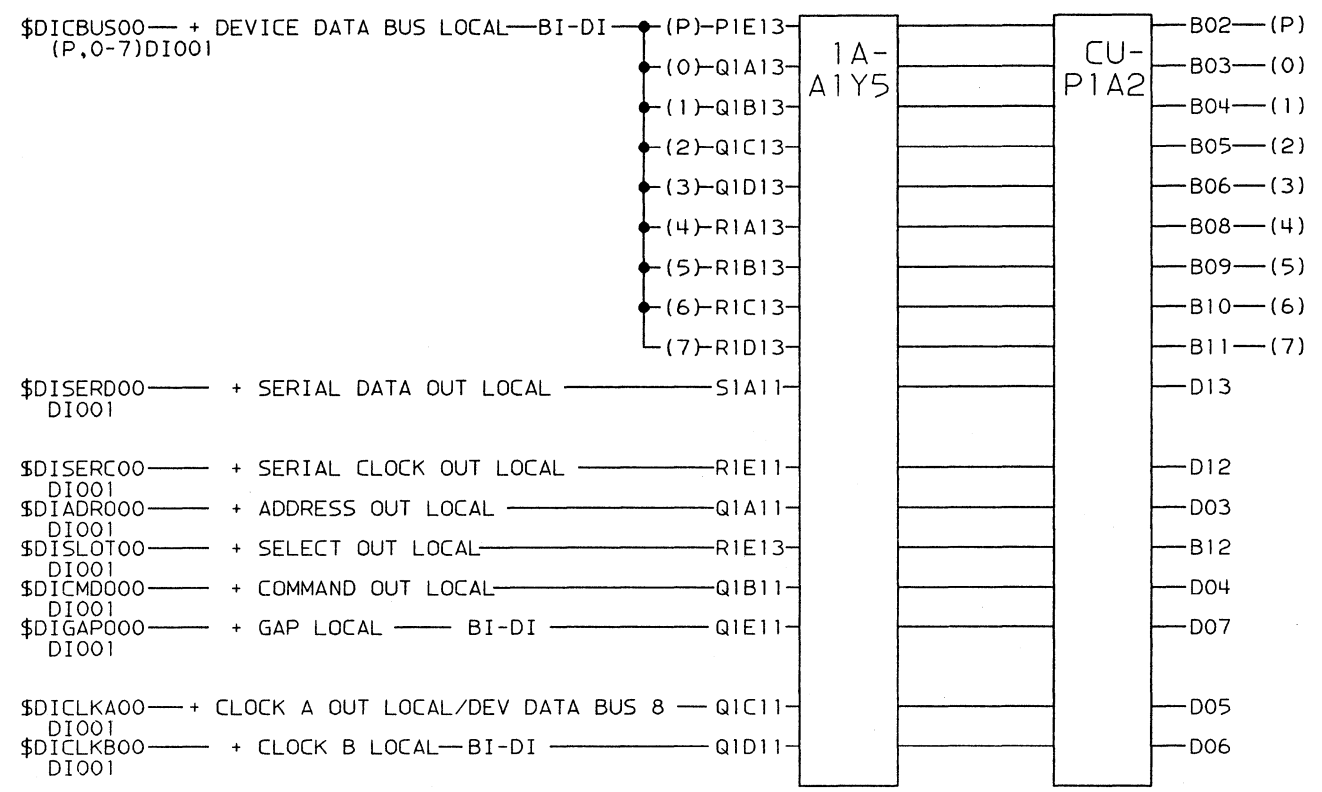 $DICBUS00 + DEVICE DATA BUS LOCAL BI-DI (P) P1E13 B02 (P)
(P,0-7)DI001
1A- CU-
(0) Q1A13 B03 (0)
A1Y5 P1A2
(1) Q1B13 B04 (1)
(2) Q1C13 B05 (2)
(3) Q1D13 B06 (3)
(4) R1A13 B08 (4)
(5) R1B13 B09 (5)
(6) R1C13 B10 (6)
(7) R1D13 B11 (7)
$DISERD00 + SERIAL DATA OUT LOCAL S1A11 D13
DI001
$DISERC00 + SERIAL CLOCK OUT LOCAL R1E11 D12
DI001
$DIADRO00 + ADDRESS OUT LOCAL Q1A11 D03
DI001
$DISLOT00 + SELECT OUT LOCAL R1E13 B12
DI001
$DICMDO00 + COMMAND OUT LOCAL Q1B11 D04
DI001
$DIGAPO00 + GAP LOCAL BI-DI Q1E11 D07
DI001
$DICLKA00 + CLOCK A OUT LOCAL/DEV DATA BUS 8 Q1C11 D05
DI001
$DICLKB00 + CLOCK B LOCAL BI-DI Q1D11 D06
DI001